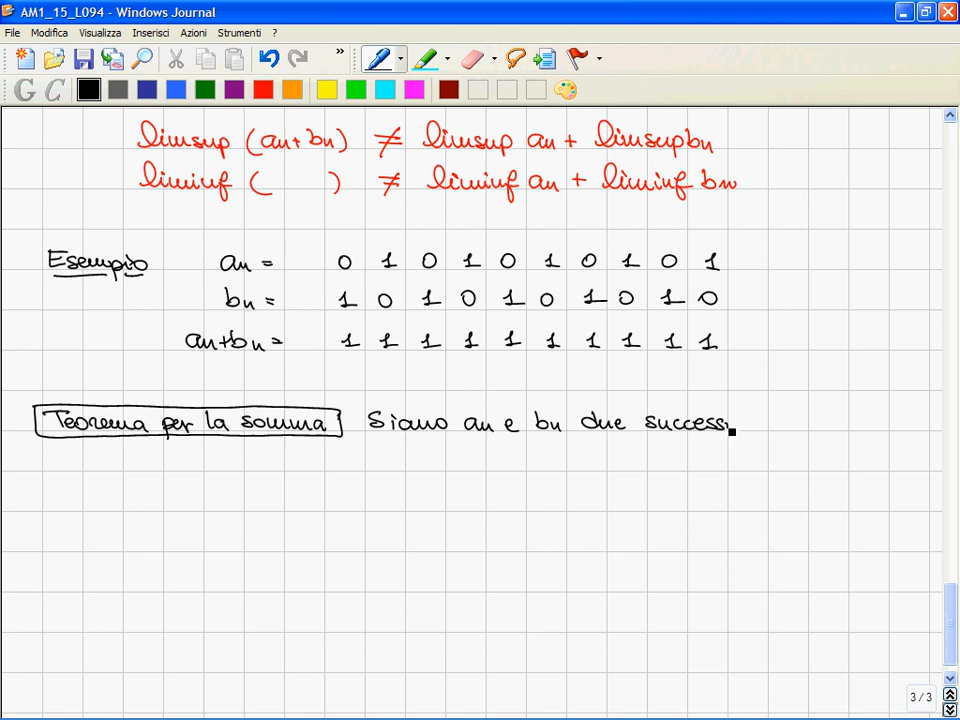 AM1_15_L094 - Windows Journal
File Modifica Visualizza Inserisci Azioni Strumenti ?
limsup (an+bn) ≠ limsup an + limsup bn
liminf ( ) ≠ liminf an + liminf bn
Esempio an = 0 1 0 1 0 1 0 1 0 1
bn = 1 0 1 0 1 0 1 0 1 0
an+bn = 1 1 1 1 1 1 1 1 1 1
Teorema per la somma Siano an e bn due successi
3 / 3